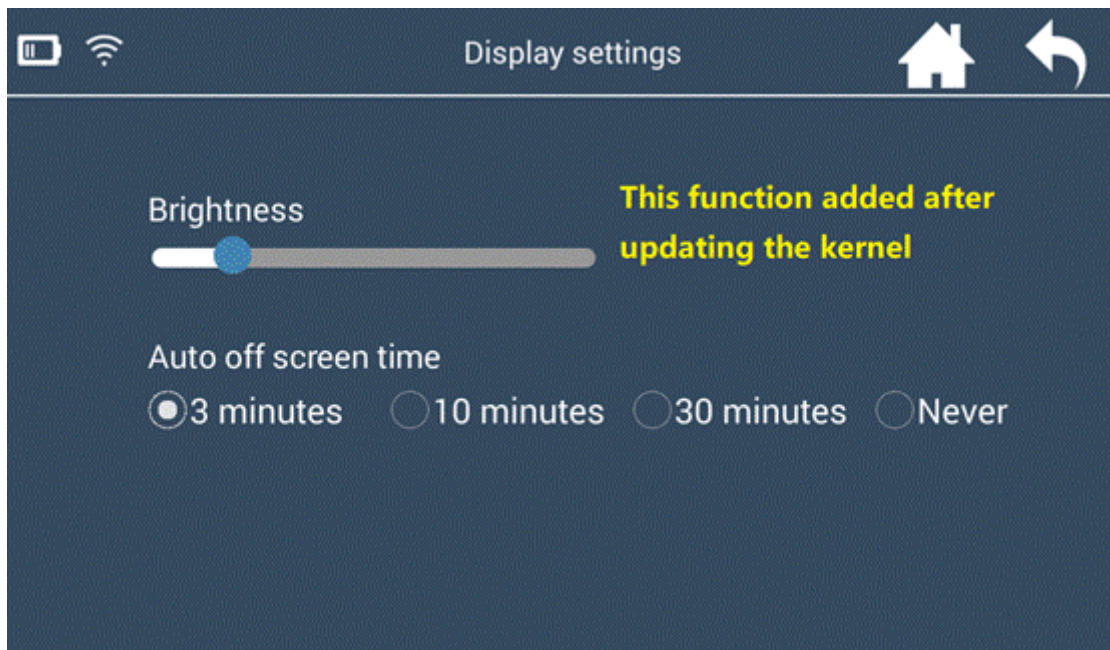 Display settings
Brightness
This function added after
updating the kernel
Auto off screen time
3 minutes 10 minutes 30 minutes Never